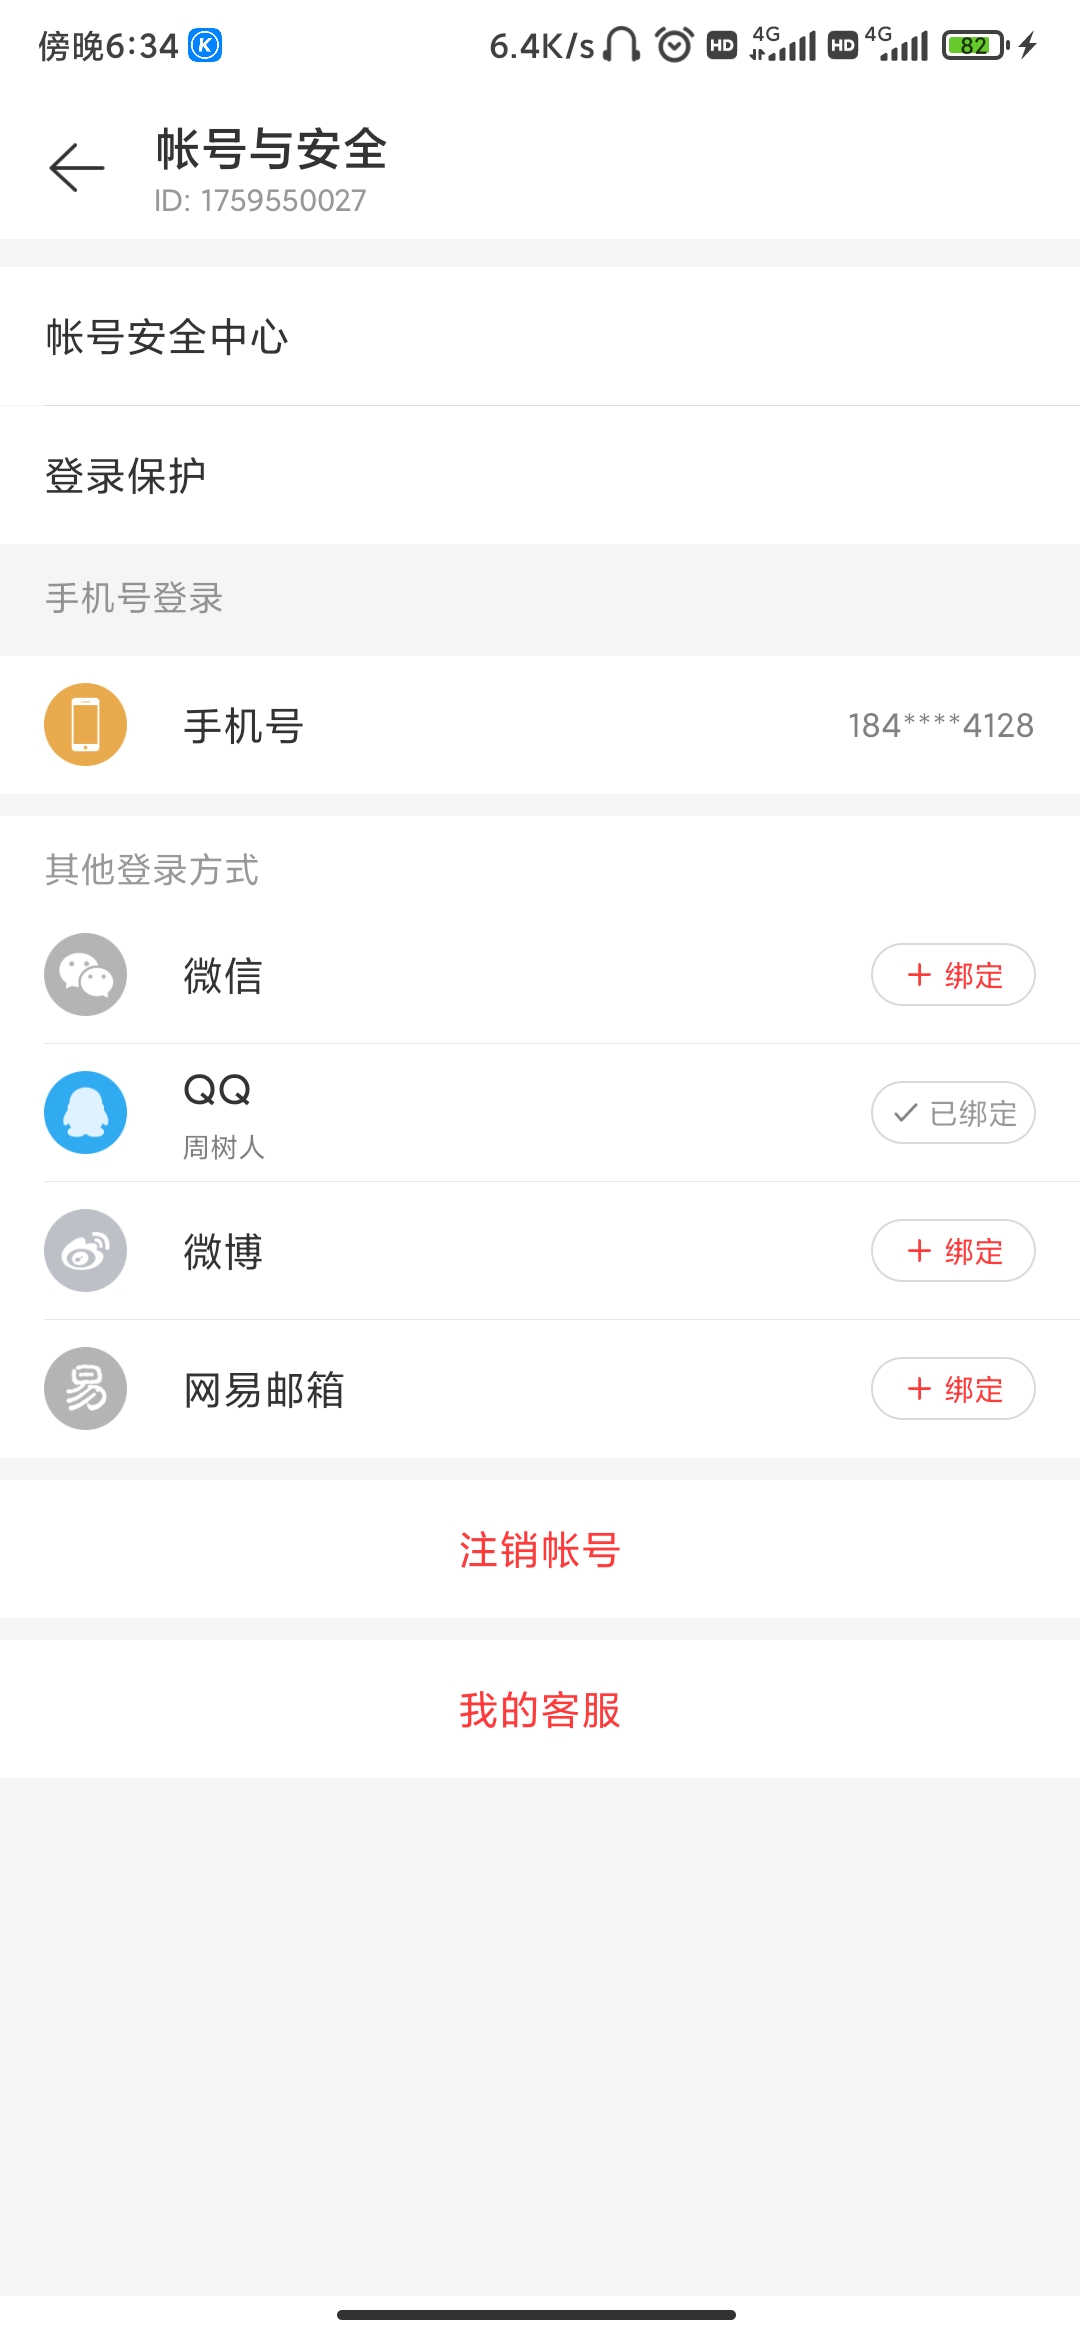 傍晚6:34
6.4K/s HD 4G HD 4G 82
帐号与安全
ID: 1759550027
帐号安全中心
登录保护
手机号登录
手机号 184****4128
其他登录方式
微信 + 绑定
QQ
周树人
✓ 已绑定
微博 + 绑定
易 网易邮箱 + 绑定
注销帐号
我的客服